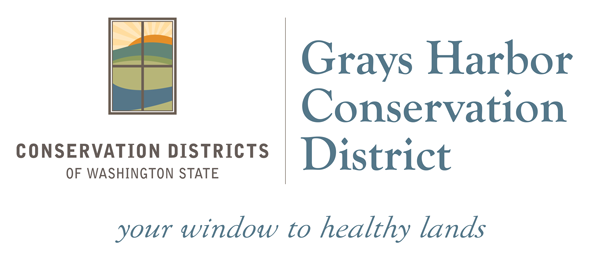 CONSERVATION DISTRICTS
OF WASHINGTON STATE
Grays Harbor
Conservation
District
your window to healthy lands